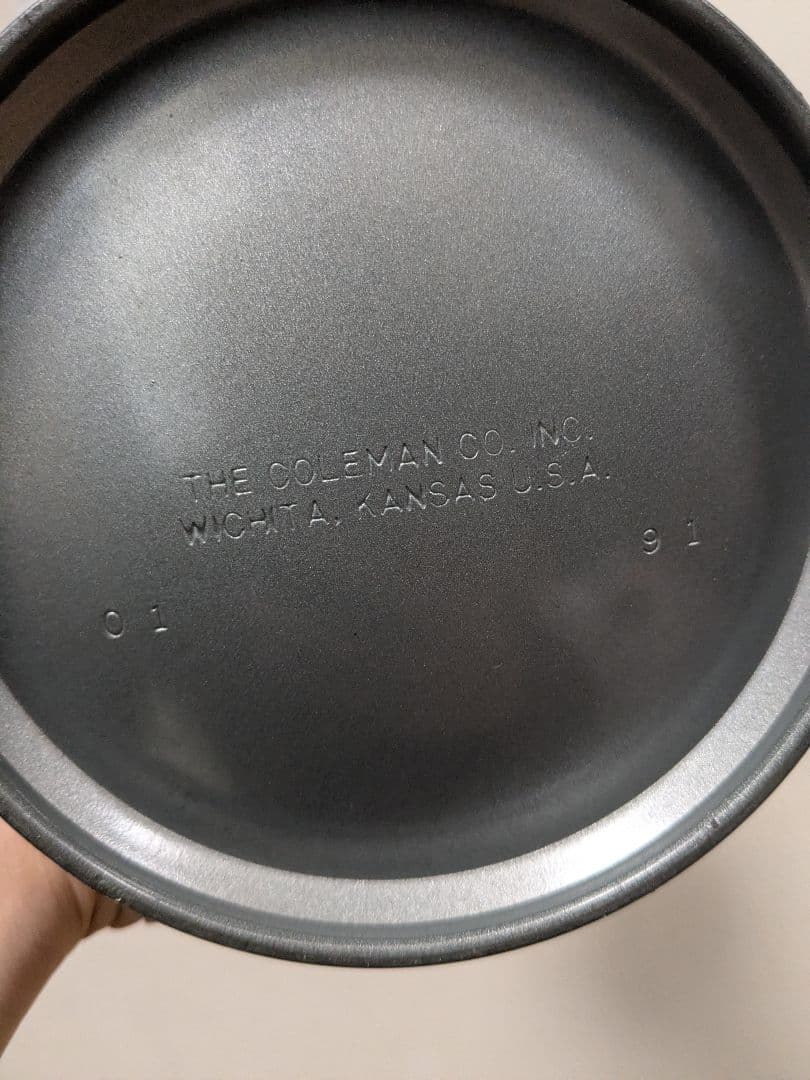 THE COLEMAN CO. INC.
WICHITA, KANSAS U.S.A.
0 1 9 1